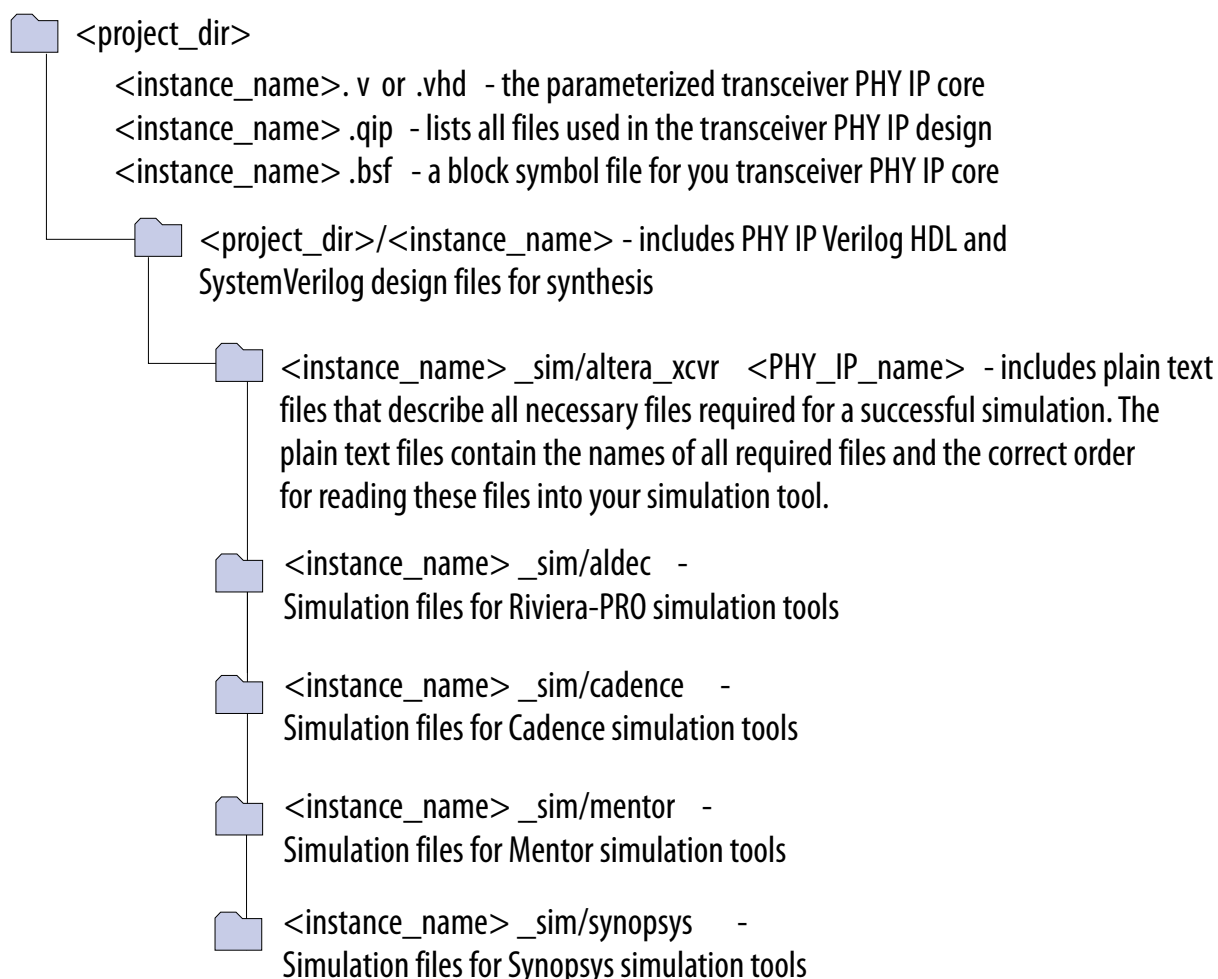 <project_dir>
<instance_name>. v or .vhd - the parameterized transceiver PHY IP core
<instance_name> .qip - lists all files used in the transceiver PHY IP design
<instance_name> .bsf - a block symbol file for you transceiver PHY IP core
<project_dir>/<instance_name> - includes PHY IP Verilog HDL and
SystemVerilog design files for synthesis
<instance_name> _sim/altera_xcvr <PHY_IP_name> - includes plain text
files that describe all necessary files required for a successful simulation. The
plain text files contain the names of all required files and the correct order
for reading these files into your simulation tool.
<instance_name> _sim/aldec -
Simulation files for Riviera-PRO simulation tools
<instance_name> _sim/cadence -
Simulation files for Cadence simulation tools
<instance_name> _sim/mentor -
Simulation files for Mentor simulation tools
<instance_name> _sim/synopsys -
Simulation files for Synopsys simulation tools